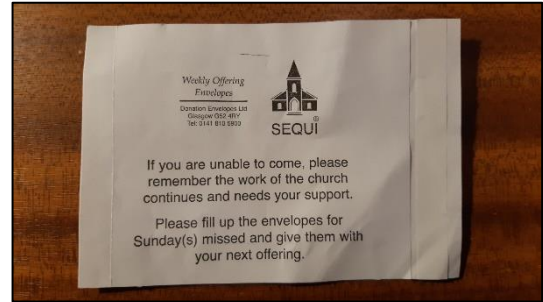 Weekly Offering
Envelopes
Donation Envelopes Ltd
Glasgow G52 4RY
Tel: 0141 810 5900
SEQUI®
If you are unable to come, please
remember the work of the church
continues and needs your support.
Please fill up the envelopes for
Sunday(s) missed and give them with
your next offering.